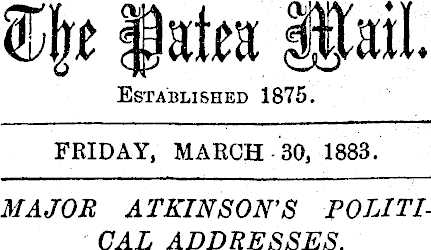 The Patea Mail.
ESTABLISHED 1875.
FRIDAY, MARCH 30, 1883.
MAJOR ATKINSON'S POLITI-
CAL ADDRESSES.